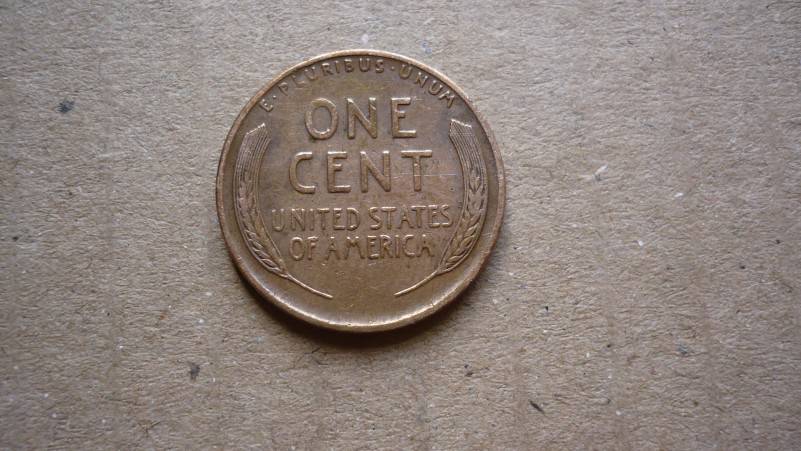 E · PLURIBUS · UNUM
ONE
CENT
UNITED STATES
OF AMERICA